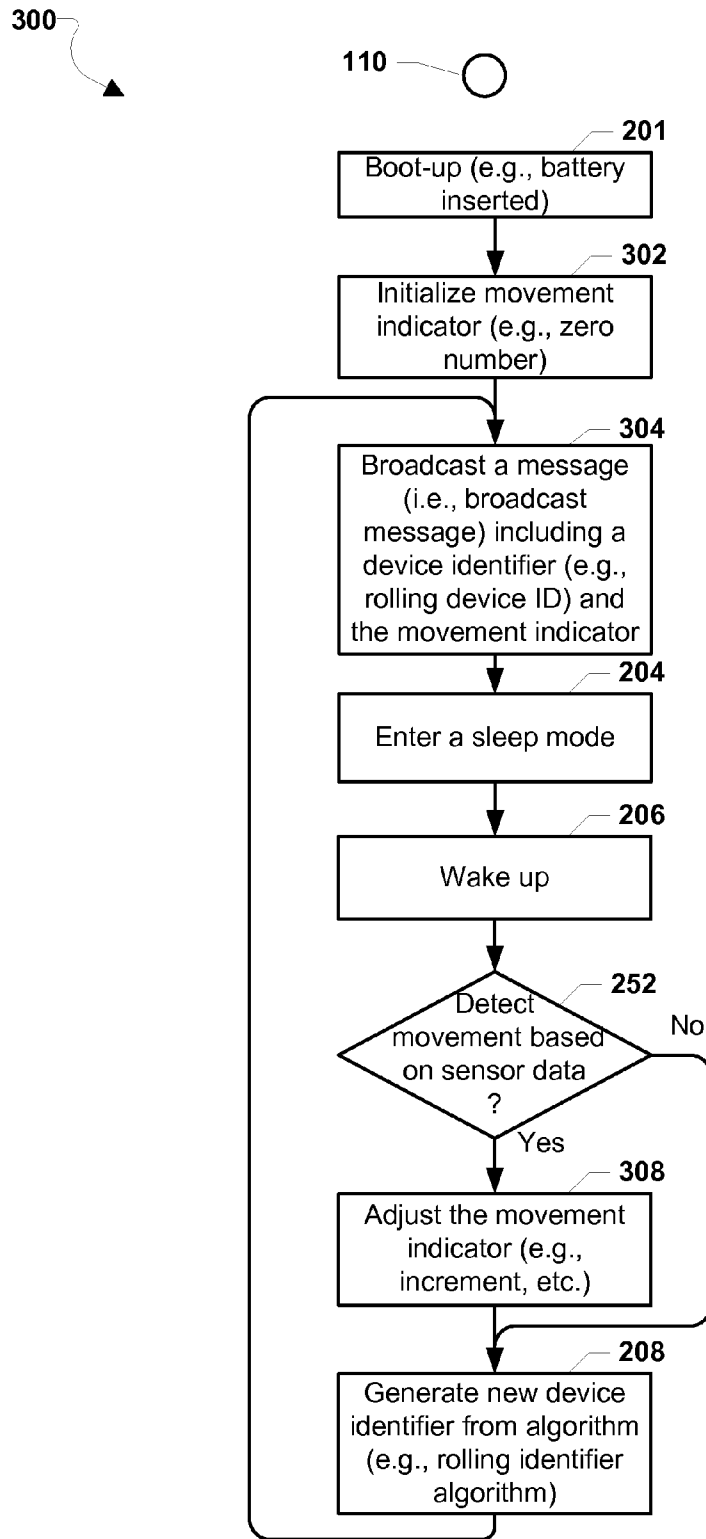 300
110
201
Boot-up (e.g., battery
inserted)
302
Initialize movement
indicator (e.g., zero
number)
304
Broadcast a message
(i.e., broadcast
message) including a
device identifier (e.g.,
rolling device ID) and
the movement indicator
204
Enter a sleep mode
206
Wake up
252
Detect
movement based
on sensor data
?
No
Yes
308
Adjust the movement
indicator (e.g.,
increment, etc.)
208
Generate new device
identifier from algorithm
(e.g., rolling identifier
algorithm)